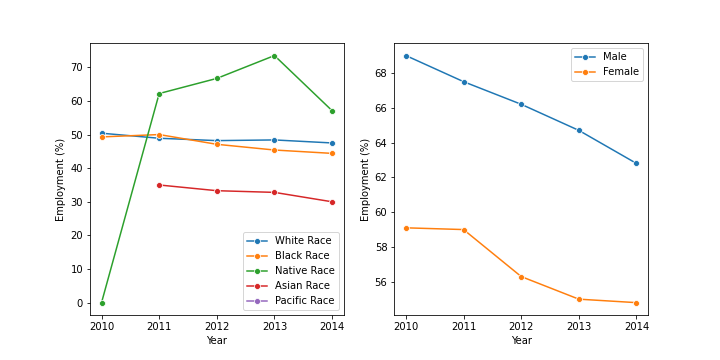 70
60
50
40
30
20
10
0
Employment (%)
2010 2011 2012 2013 2014
Year
White Race
Black Race
Native Race
Asian Race
Pacific Race
68
66
64
62
60
58
56
Employment (%)
2010 2011 2012 2013 2014
Year
Male
Female